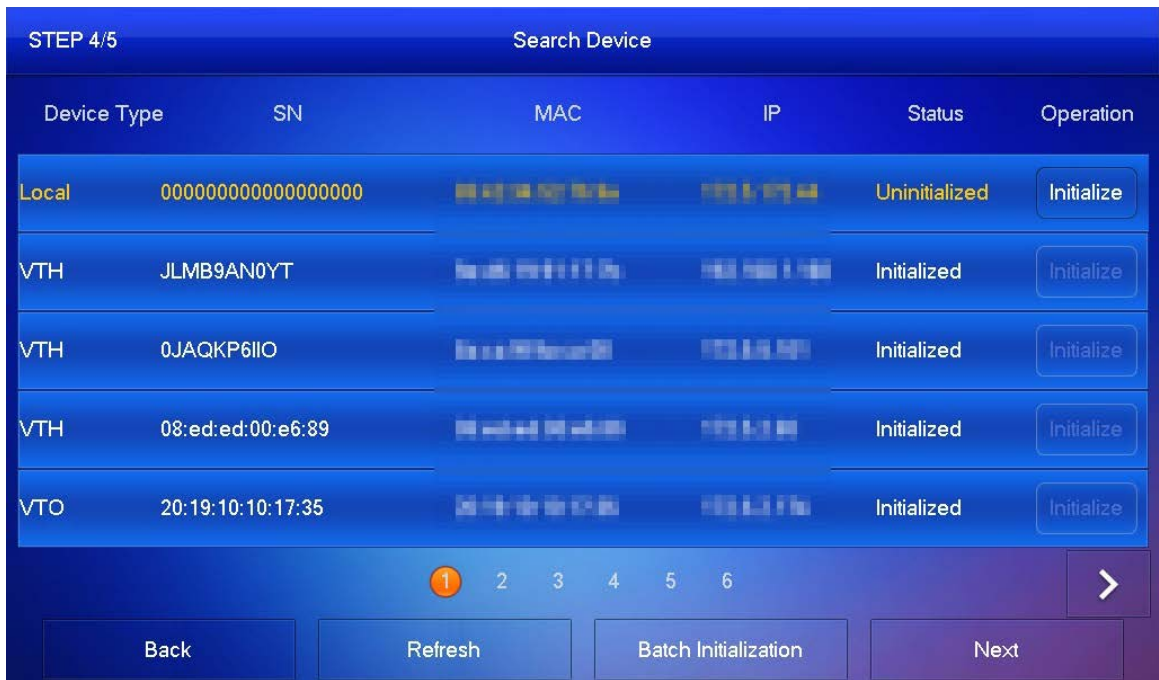 STEP 4/5 Search Device
Device Type SN MAC IP Status Operation
Local 000000000000000000 Uninitialized Initialize
VTH JLMB9AN0YT Initialized Initialize
VTH 0JAQKP6IIO Initialized Initialize
VTH 08:ed:ed:00:e6:89 Initialized Initialize
VTO 20:19:10:10:17:35 Initialized Initialize
1 2 3 4 5 6
Back Refresh Batch Initialization Next